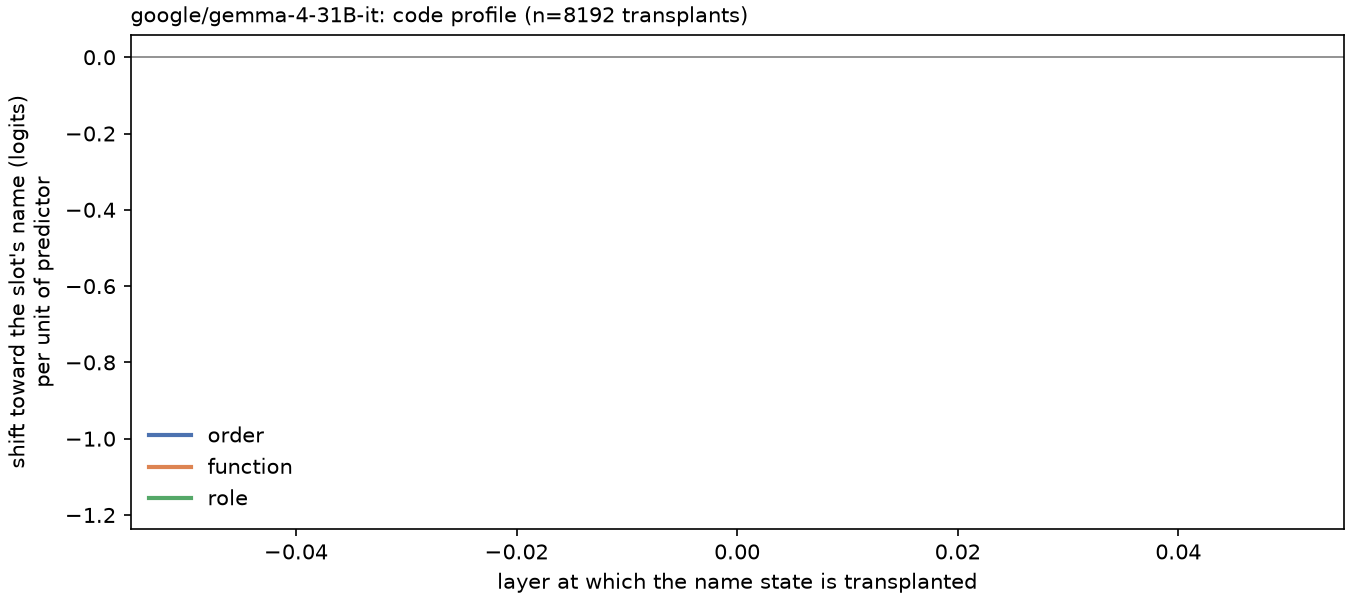 google/gemma-4-31B-it: code profile (n=8192 transplants)
shift toward the slot's name (logits)
per unit of predictor
0.0
−0.2
−0.4
−0.6
−0.8
−1.0
−1.2
order
function
role
−0.04
−0.02
0.00
0.02
0.04
layer at which the name state is transplanted